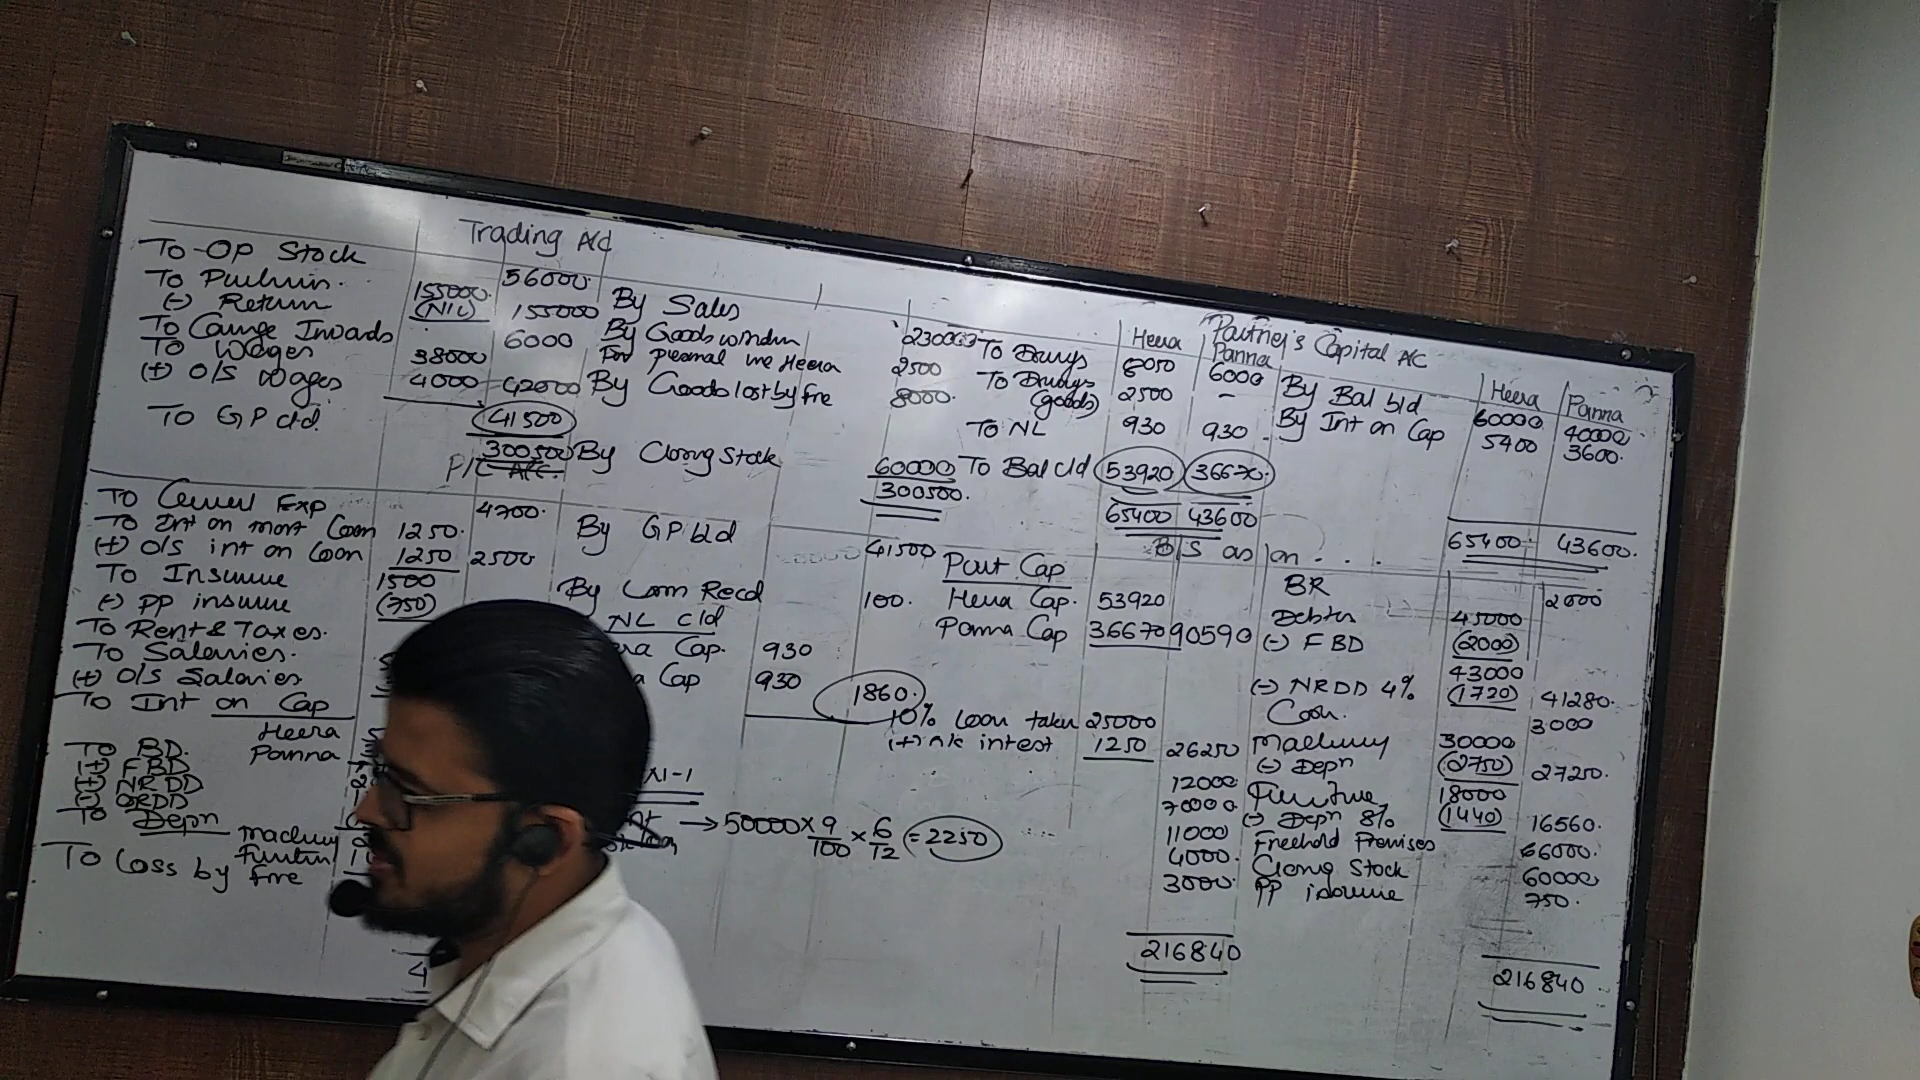 Trading A/c
To Op Stock 56000
To Purchases 155000
(-) Return (NIL) 155000
To Carriage Inwards 6000
To Wages 38000
(+) O/S Wages 4000 42000
To GP c/d 41500
300500
By Sales 230000
By Goods
For personal use Heera 2500
By Goods lost by fire 8000
By Closing Stock 60000
300500
P/L A/c
To General Exp 4700
To Int on mort Loan 1250
(+) O/S int on Loan 1250 2500
To Insurance 1500
(-) PP insurance (750)
To Rent & Taxes
To Salaries
(+) O/S Salaries
To Int on Cap
Heera
Panna
To BD
(+) FBD
(+) NRDD
(-) ORDD
To Depn
Machinery
Furniture
To Loss by fire
4
By GP b/d 41500
By Comm Recd 100
NL c/d
Cap 930
Cap 930 1860
x1-1
→ 50000 x 9/100 x 6/12 = 2250
Partner's Capital A/c
Heera Panna Heera Panna
To Drwgs 6000
To Drwgs (goods) 2500 -
To NL 930 930
To Bal c/d 53920 36670
65400 43600
By Bal b/d 60000 40000
By Int on Cap 5400 3600
65400 43600
B/S as on . . .
Part Cap
Heera Cap. 53920
Panna Cap 36670 90590
10% Loan taken 25000
(+) O/S interest 1250 26250
12000
70000
11000
4000
3000
216840
BR 2000
Debtors 45000
(-) FBD (2000)
43000
(-) NRDD 4% (1720) 41280
Cash 3000
Machinery 30000
(-) Depn (2750) 27250
Furniture 18000
(-) Depn 8% (1440) 16560
Freehold Premises 66000
Closing Stock 60000
PP insurance 750
216840